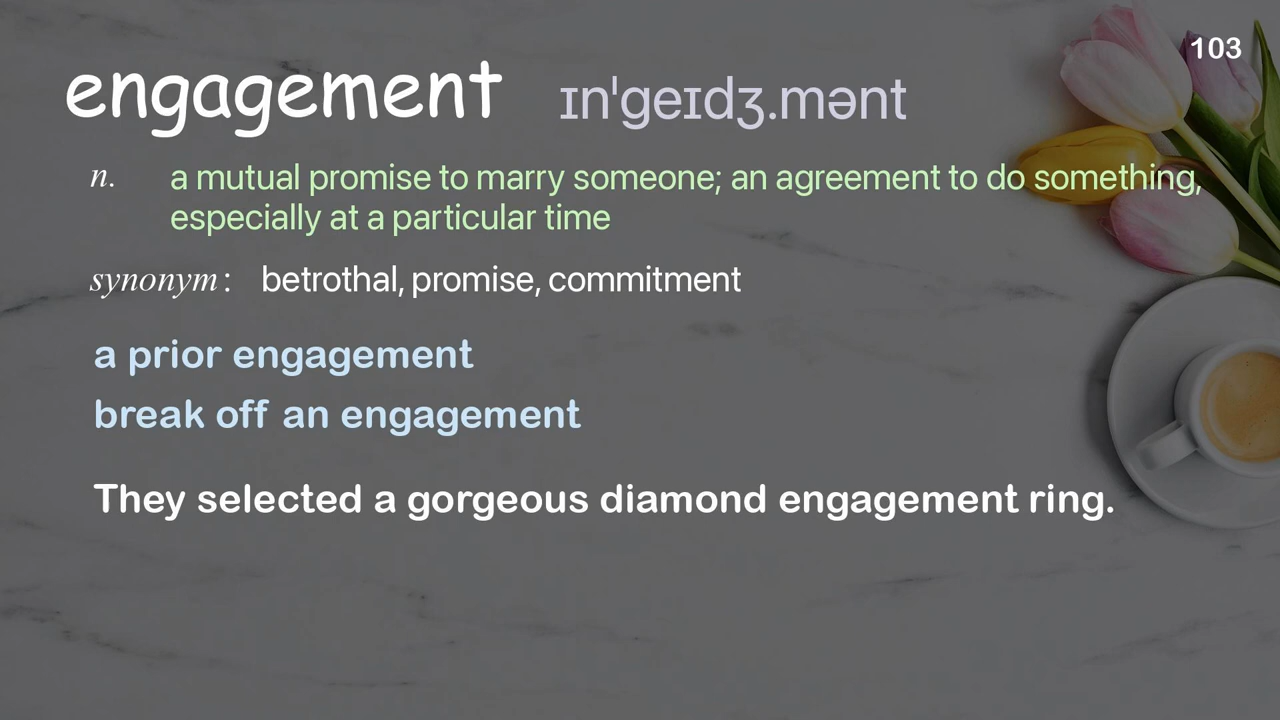 103
engagement ɪnˈɡeɪdʒ.mənt
n. a mutual promise to marry someone; an agreement to do something,
especially at a particular time
synonym: betrothal, promise, commitment
a prior engagement
break off an engagement
They selected a gorgeous diamond engagement ring.